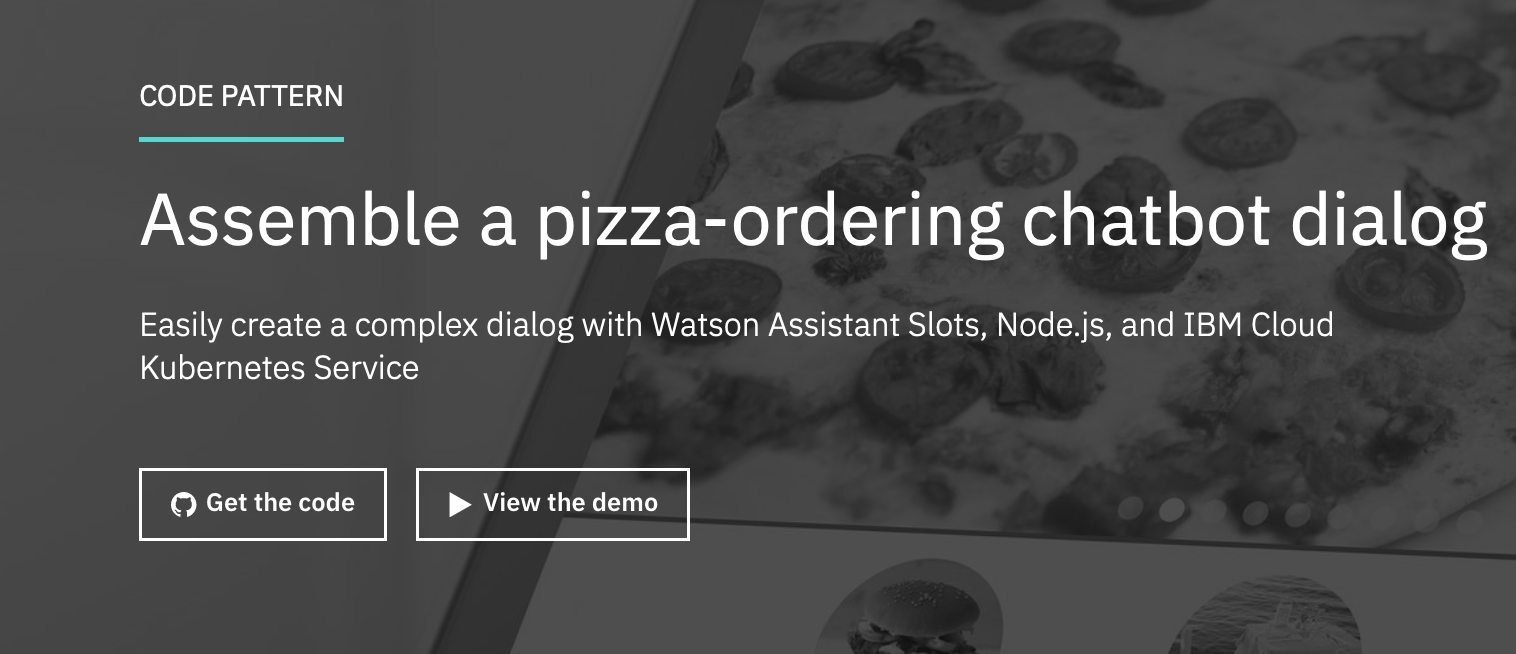 CODE PATTERN
Assemble a pizza-ordering chatbot dialog
Easily create a complex dialog with Watson Assistant Slots, Node.js, and IBM Cloud
Kubernetes Service
Get the code
View the demo